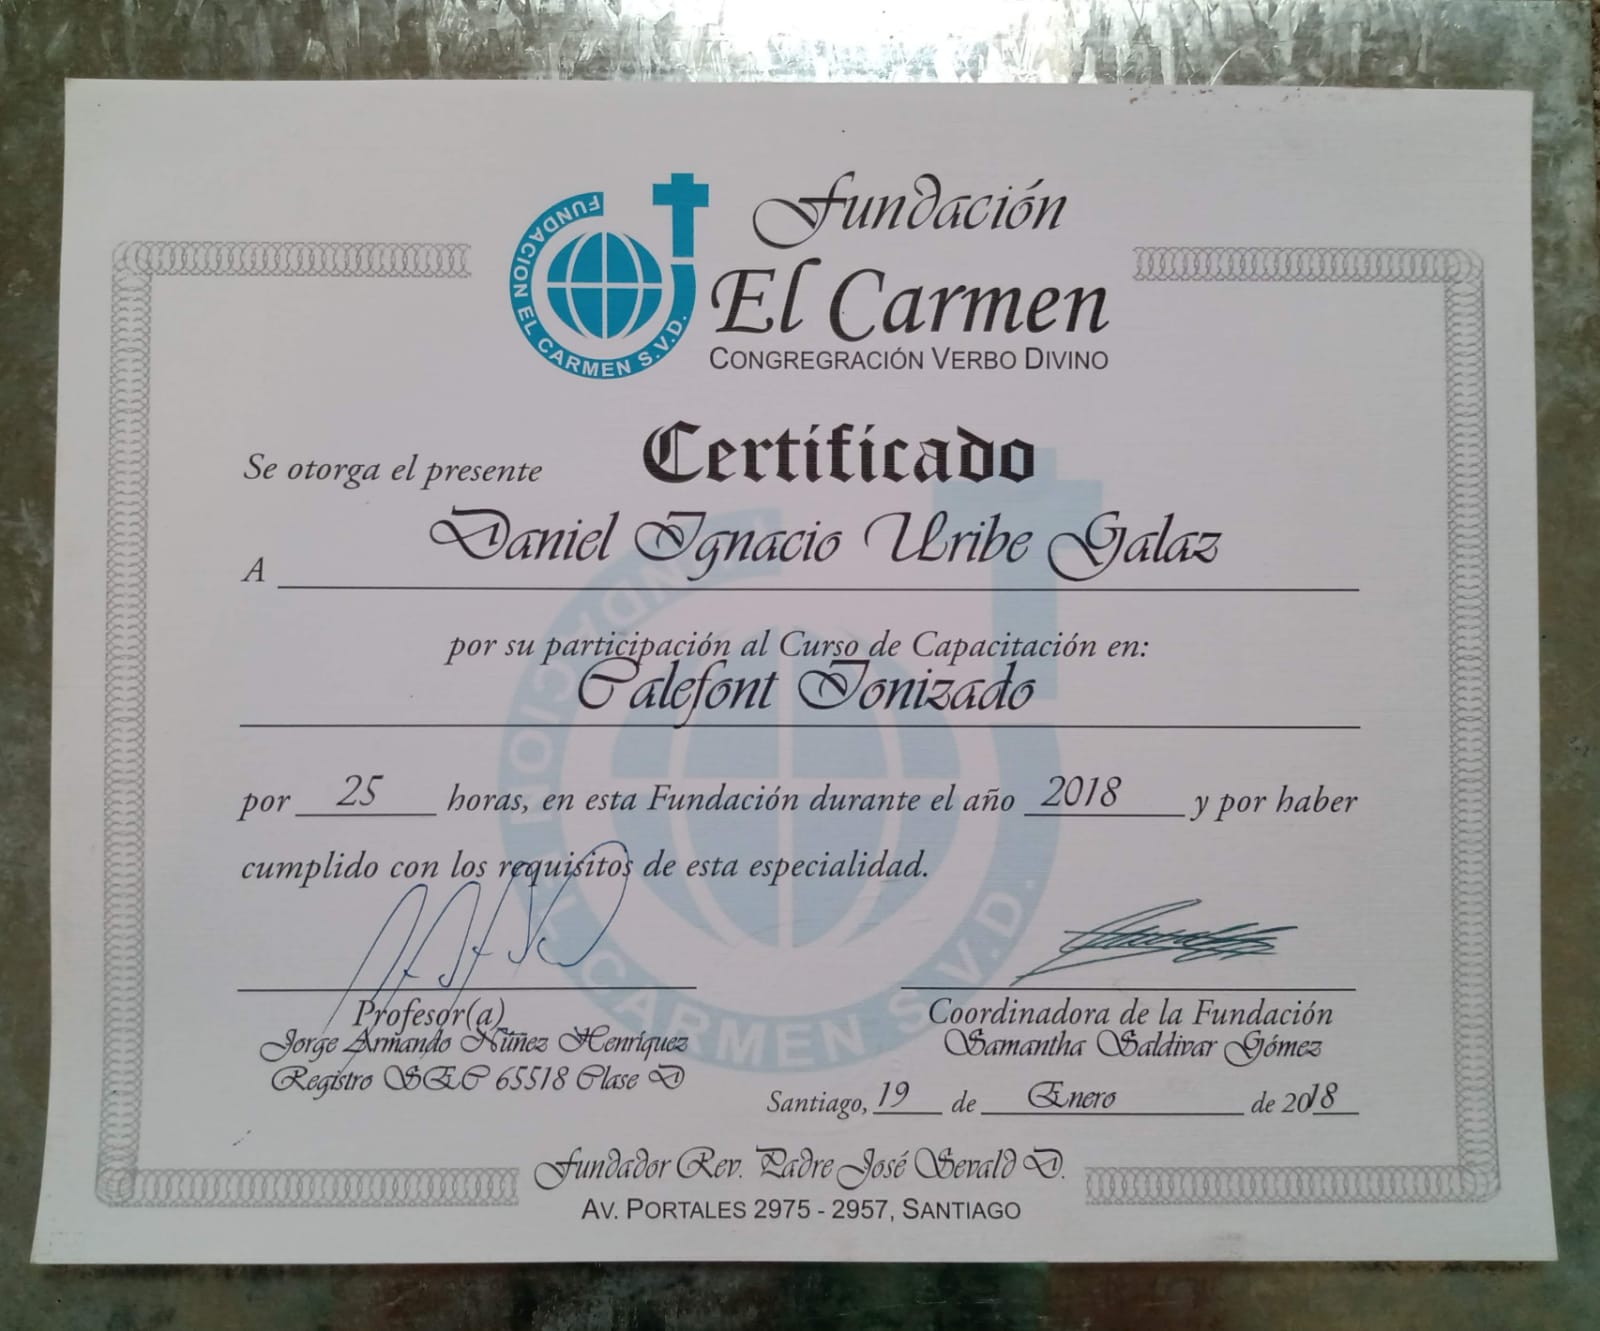 FUNDACION EL CARMEN S.V.D.
Fundación
El Carmen
CONGREGRACIÓN VERBO DIVINO
Se otorga el presente Certificado
A Daniel Ignacio Uribe Galaz
por su participación al Curso de Capacitación en:
Calefont Ionizado
por 25 horas, en esta Fundación durante el año 2018 y por haber
cumplido con los requisitos de esta especialidad.
Profesor(a)
Jorge Armando Núñez Henríquez
Registro SEC 65518 Clase D
Coordinadora de la Fundación
Samantha Saldivar Gómez
Santiago, 19 de Enero de 2018
Fundador Rev. Padre José Sevald D.
AV. PORTALES 2975 - 2957, SANTIAGO